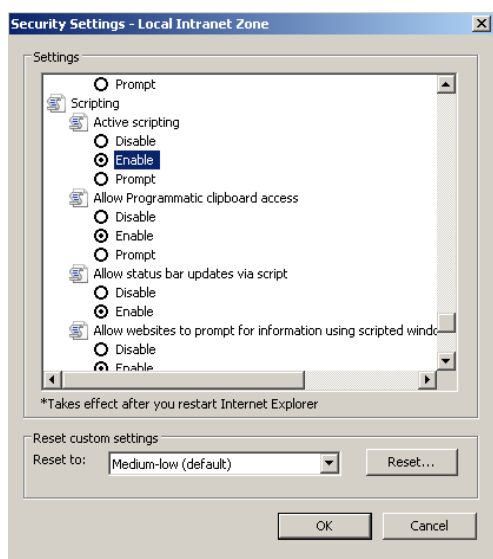 Security Settings - Local Intranet Zone
Settings
Prompt
Scripting
Active scripting
Disable
Enable
Prompt
Allow Programmatic clipboard access
Disable
Enable
Prompt
Allow status bar updates via script
Disable
Enable
Allow websites to prompt for information using scripted windo
Disable
Enable
*Takes effect after you restart Internet Explorer
Reset custom settings
Reset to: Medium-low (default) Reset...
OK Cancel